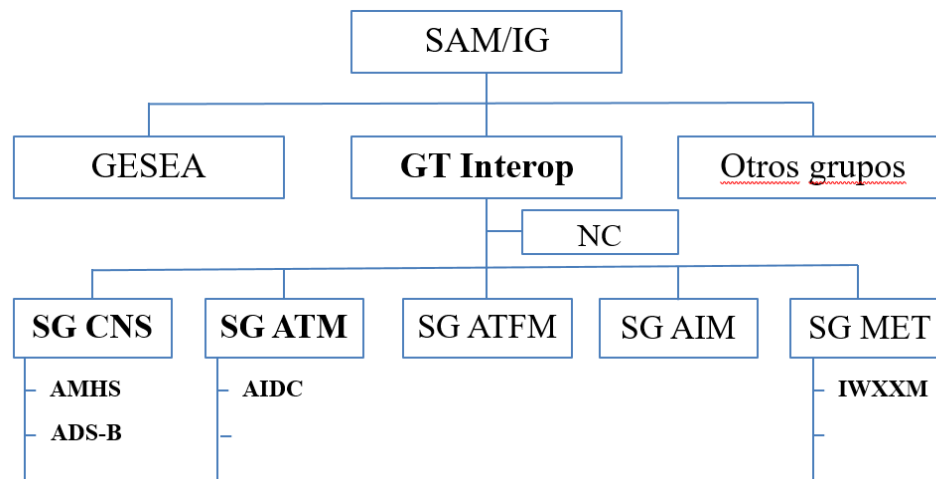 SAM/IG
GESEA
GT Interop
Otros grupos
NC
SG CNS
SG ATM
SG ATFM
SG AIM
SG MET
AMHS
AIDC
IWXXM
ADS-B